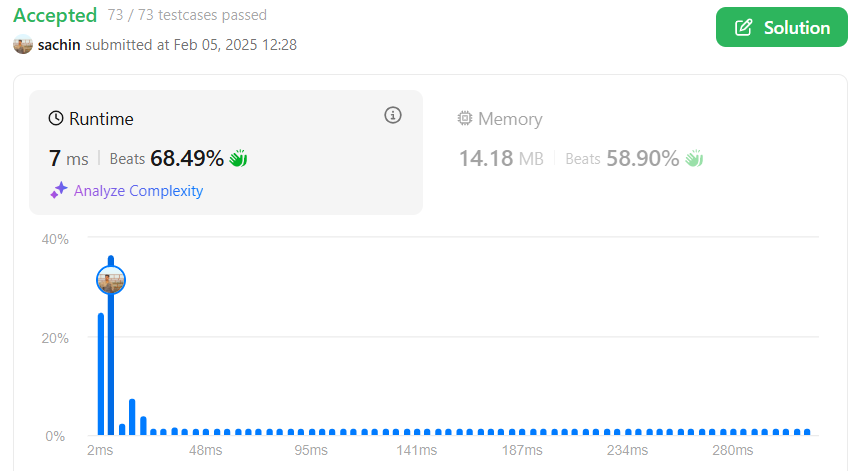 Accepted 73 / 73 testcases passed
sachin submitted at Feb 05, 2025 12:28
Solution
Runtime
7 ms | Beats 68.49%
Analyze Complexity
Memory
14.18 MB | Beats 58.90%
40%
20%
0%
2ms 48ms 95ms 141ms 187ms 234ms 280ms